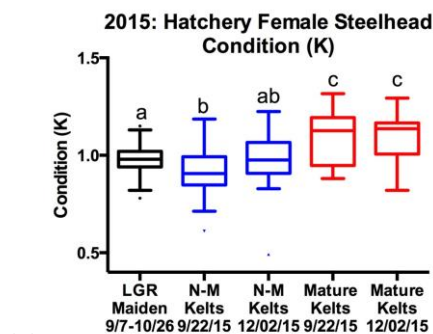 2015: Hatchery Female Steelhead
Condition (K)
Condition (K)
1.5
1.0
0.5
a
b
ab
c
c
LGR N-M N-M Mature Mature
Maiden Kelts Kelts Kelts Kelts
9/7-10/26 9/22/15 12/02/15 9/22/15 12/02/15